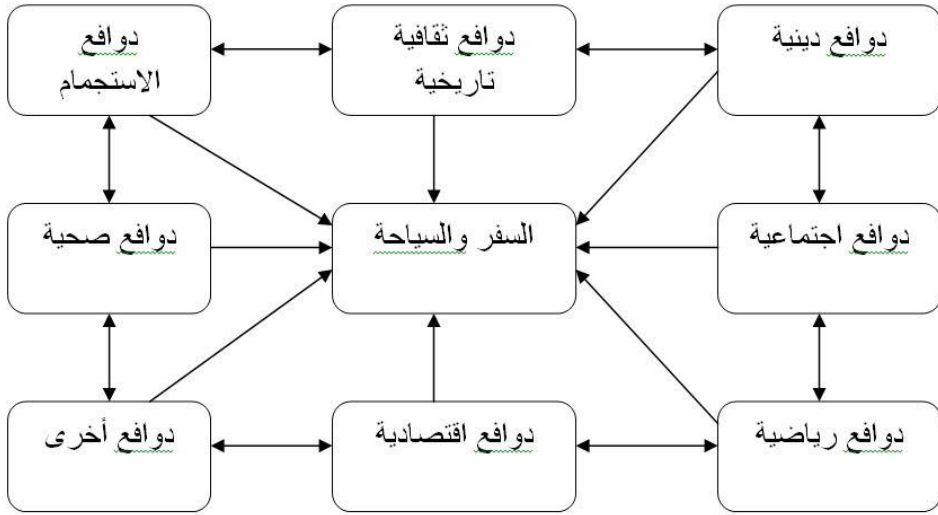 دوافع دينية
دوافع ثقافية
تاريخية
دوافع
الاستجمام
دوافع اجتماعية
السفر والسياحة
دوافع صحية
دوافع رياضية
دوافع اقتصادية
دوافع أخرى